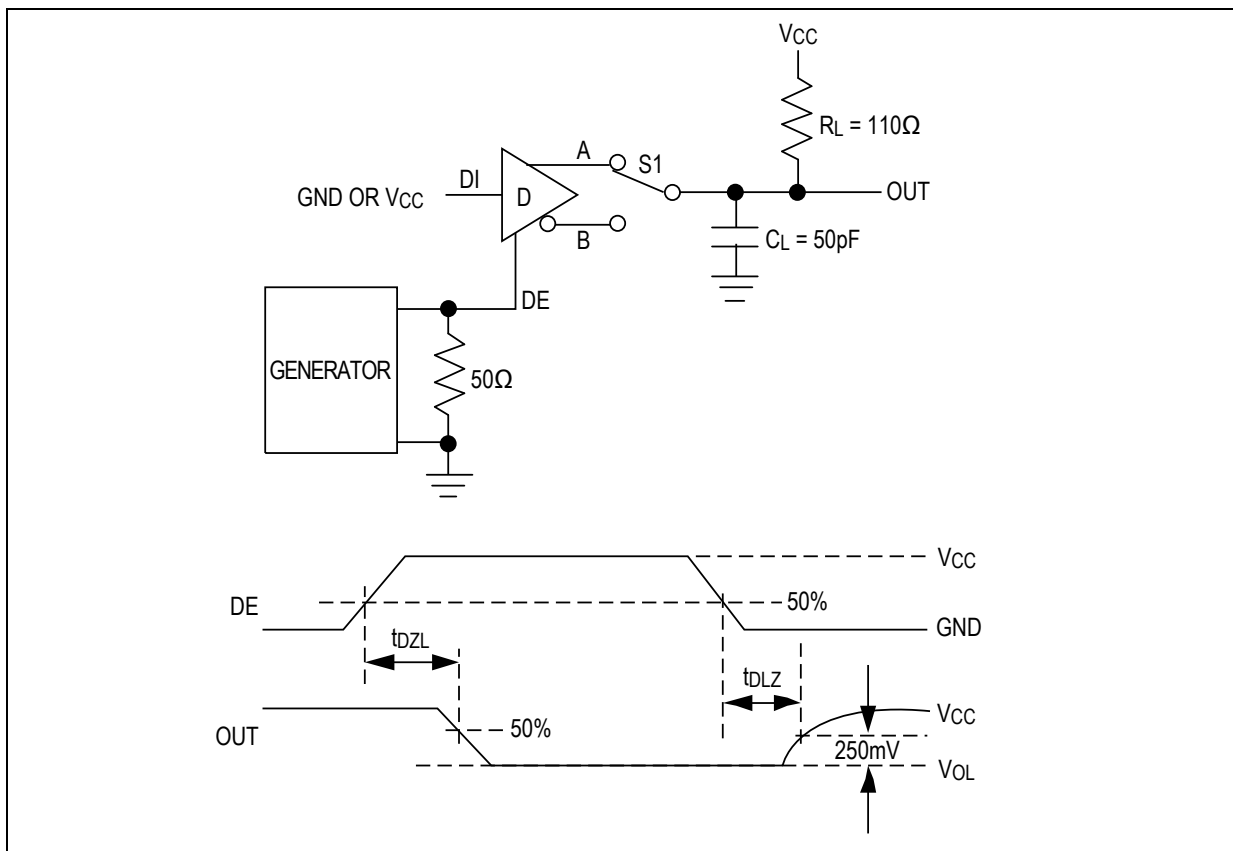 VCC
RL = 110Ω
A
S1
DI
GND OR VCC
D
OUT
B
CL = 50pF
DE
GENERATOR
50Ω
VCC
DE
50%
GND
tDZL
tDLZ
VCC
OUT
50%
250mV
VOL